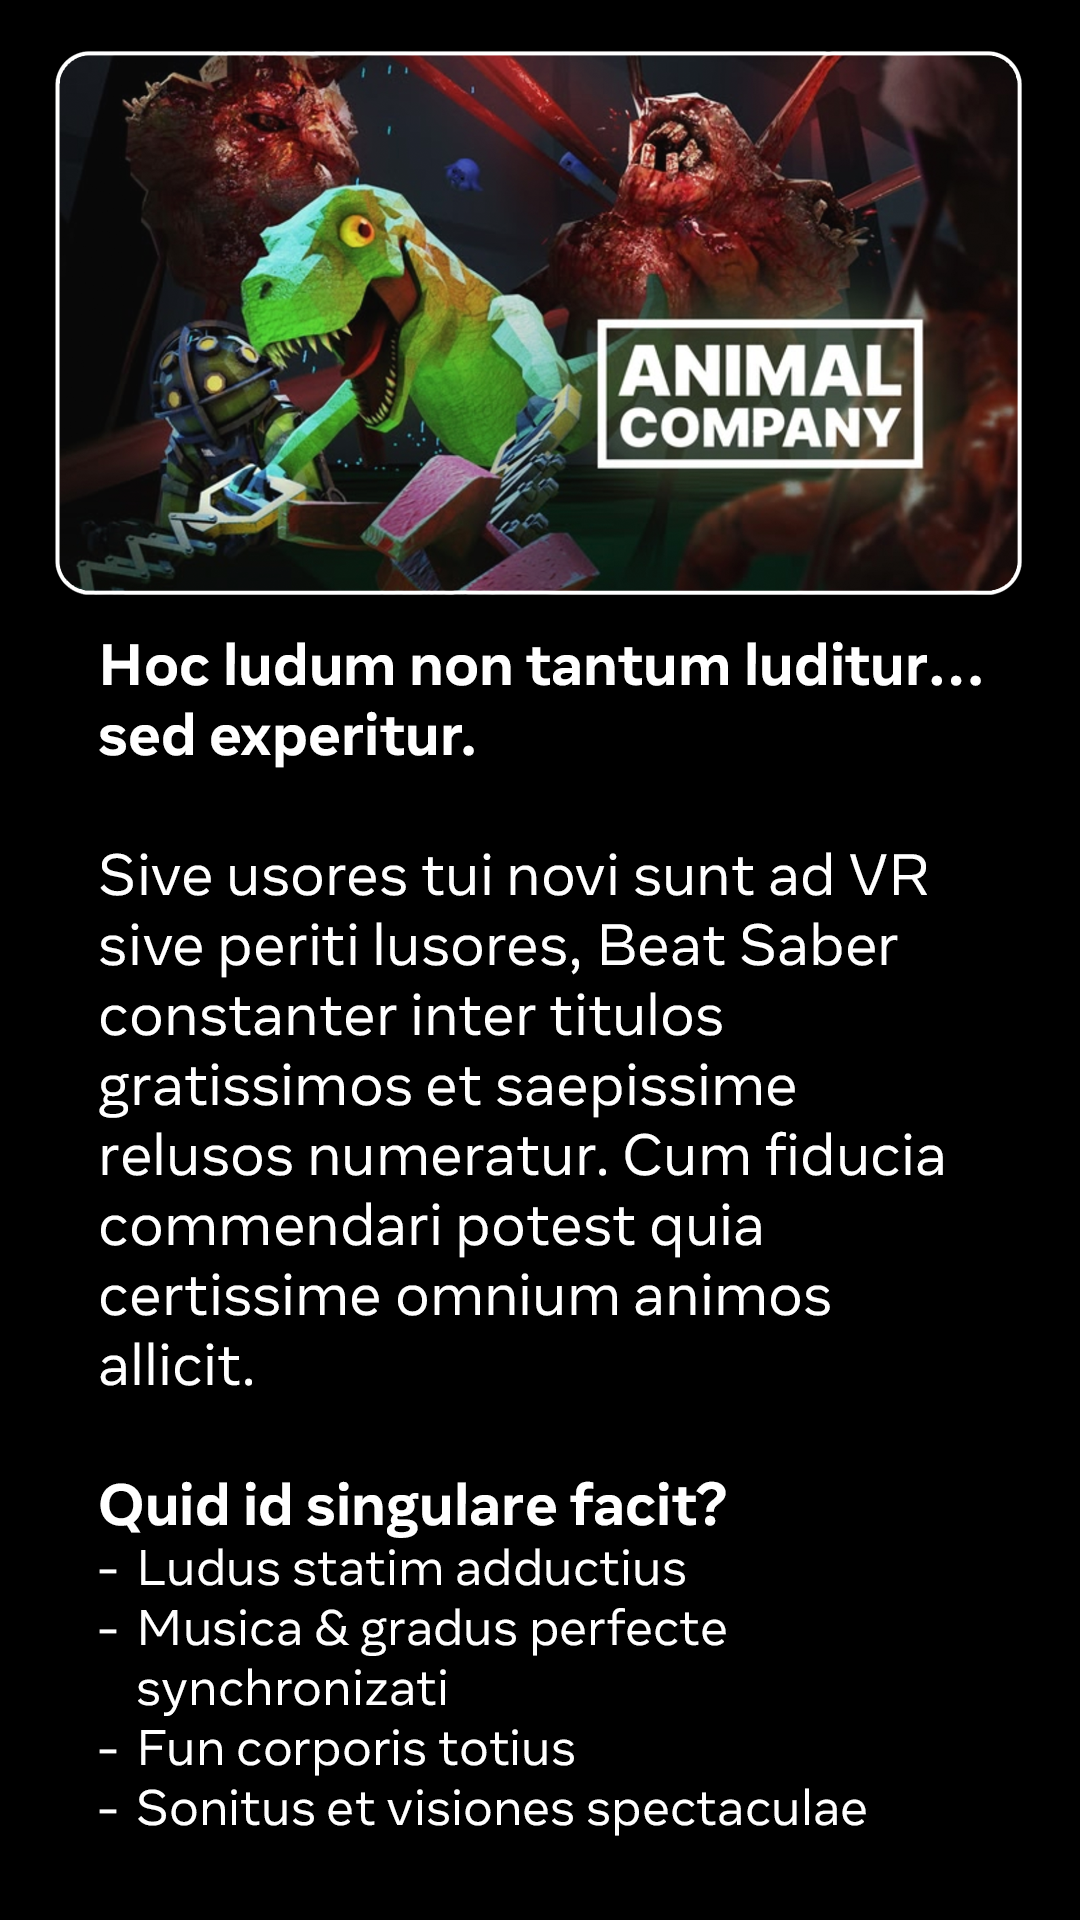 ANIMAL
COMPANY
Hoc ludum non tantum luditur...
sed experitur.
Sive usores tui novi sunt ad VR
sive periti lusores, Beat Saber
constanter inter titulos
gratissimos et saepissime
relusos numeratur. Cum fiducia
commendari potest quia
certissime omnium animos
allicit.
Quid id singulare facit?
- Ludus statim adductius
- Musica & gradus perfecte
synchronizati
- Fun corporis totius
- Sonitus et visiones spectaculae